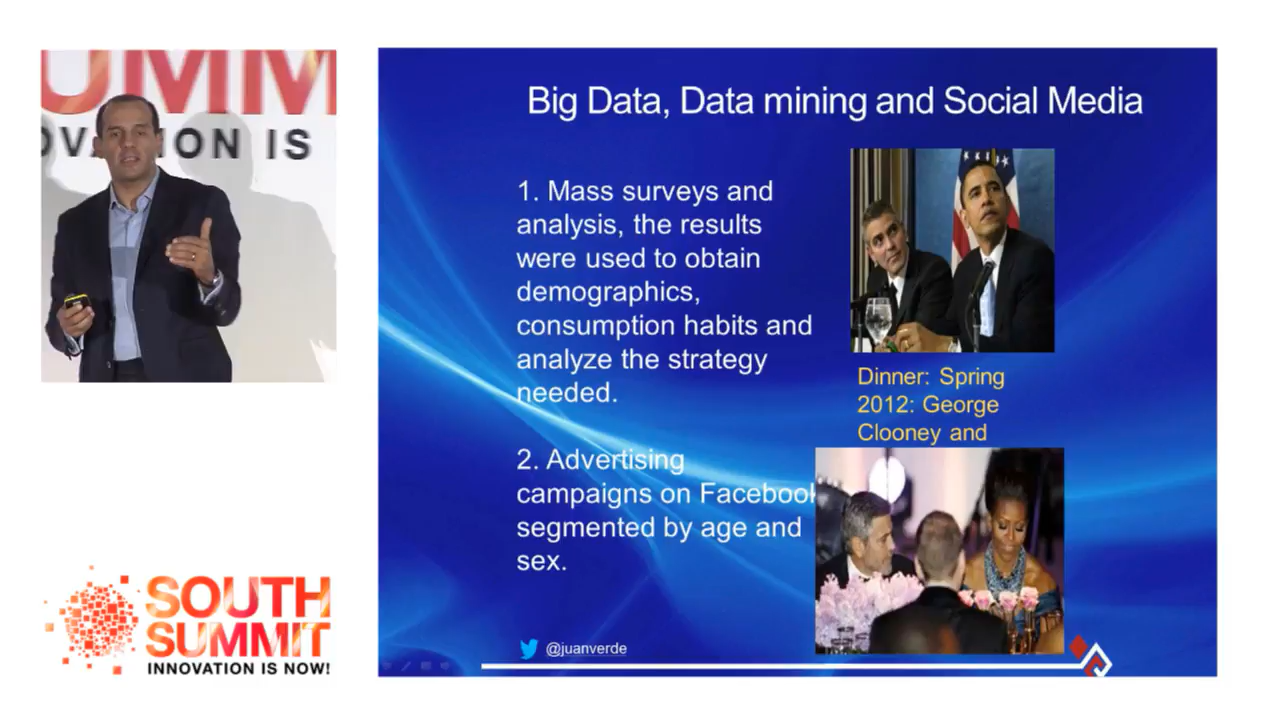 UMM
OVATION IS
Big Data, Data mining and Social Media
1. Mass surveys and
analysis, the results
were used to obtain
demographics,
consumption habits and
analyze the strategy
needed.
2. Advertising
campaigns on Facebook
segmented by age and
sex.
Dinner: Spring
2012: George
Clooney and
@juanverde
SOUTH
SUMMIT
INNOVATION IS NOW!